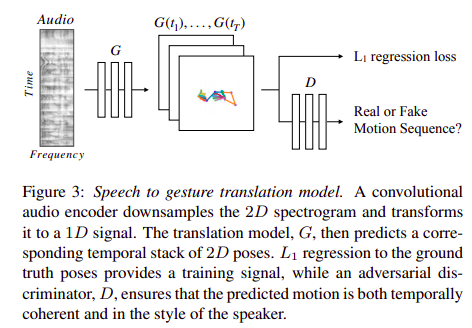 Audio
G(t₁), . . . , G(t_T)
G
L₁ regression loss
Time
D
Real or Fake
Motion Sequence?
Frequency
Figure 3: Speech to gesture translation model. A convolutional
audio encoder downsamples the 2D spectrogram and transforms
it to a 1D signal. The translation model, G, then predicts a corre-
sponding temporal stack of 2D poses. L₁ regression to the ground
truth poses provides a training signal, while an adversarial dis-
criminator, D, ensures that the predicted motion is both temporally
coherent and in the style of the speaker.